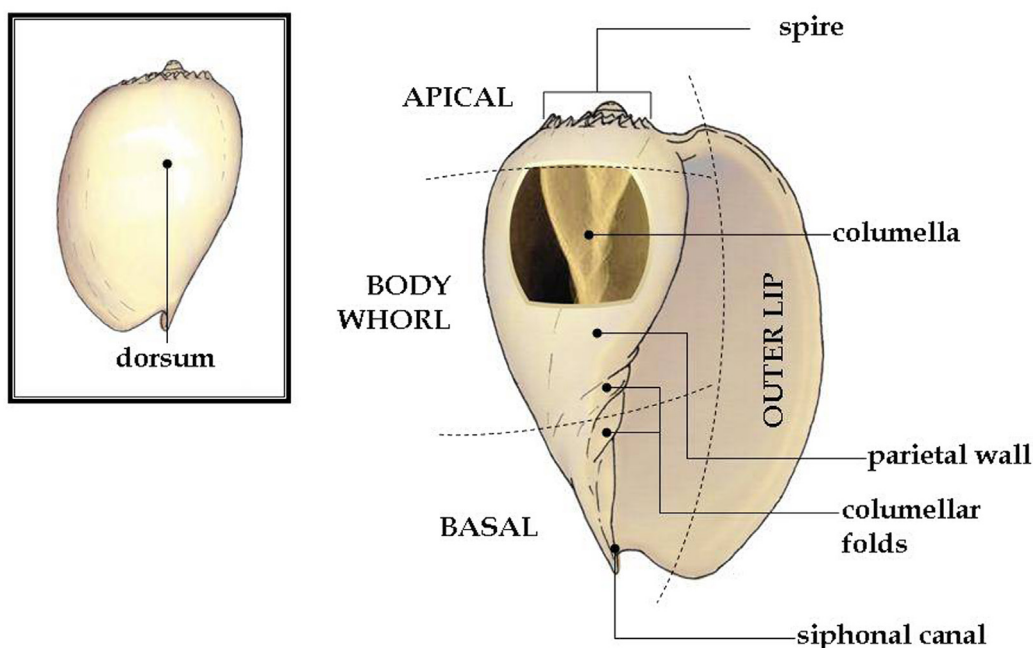 spire
APICAL
columella
BODY
WHORL
OUTER LIP
dorsum
parietal wall
columellar
folds
BASAL
siphonal canal